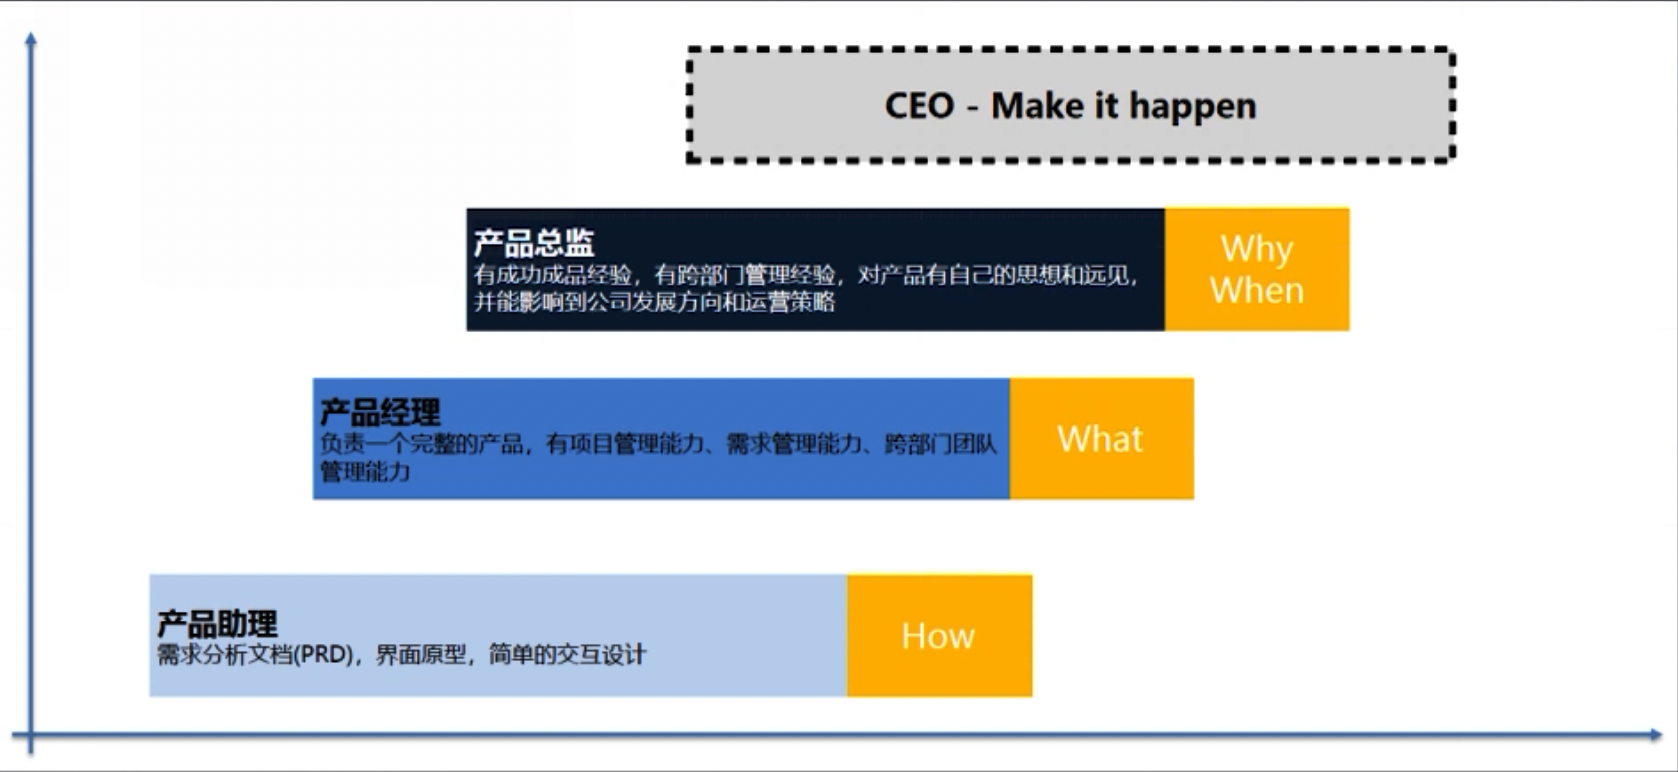 CEO - Make it happen
产品总监
有成功成品经验，有跨部门管理经验，对产品有自己的思想和远见，
并能影响到公司发展方向和运营策略
Why
When
产品经理
负责一个完整的产品，有项目管理能力、需求管理能力、跨部门团队
管理能力
What
产品助理
需求分析文档(PRD)，界面原型，简单的交互设计
How